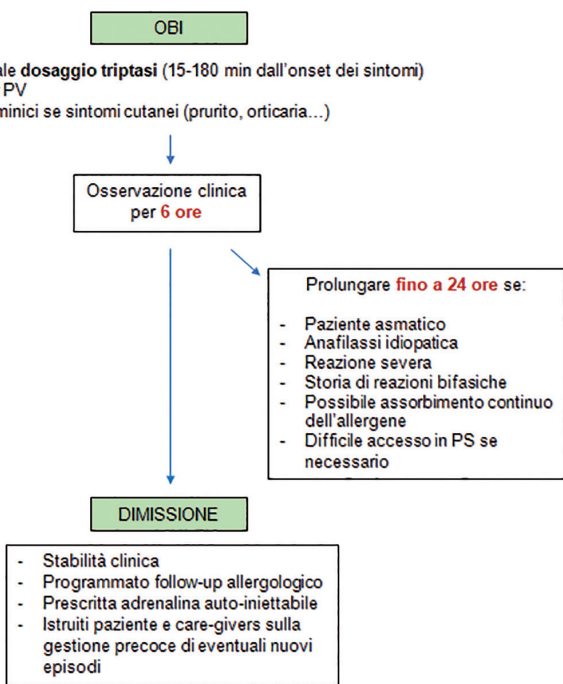 OBI
dosaggio triptasi (15-180 min dall'onset dei sintomi)
PV
se sintomi cutanei (prurito, orticaria…)
Osservazione clinica
per 6 ore
Prolungare fino a 24 ore se:
- Paziente asmatico
- Anafilassi idiopatica
- Reazione severa
- Storia di reazioni bifasiche
- Possibile assorbimento continuo
dell'allergene
- Difficile accesso in PS se
necessario
DIMISSIONE
- Stabilità clinica
- Programmato follow-up allergologico
- Prescritta adrenalina auto-iniettabile
- Istruiti paziente e care-givers sulla
gestione precoce di eventuali nuovi
episodi